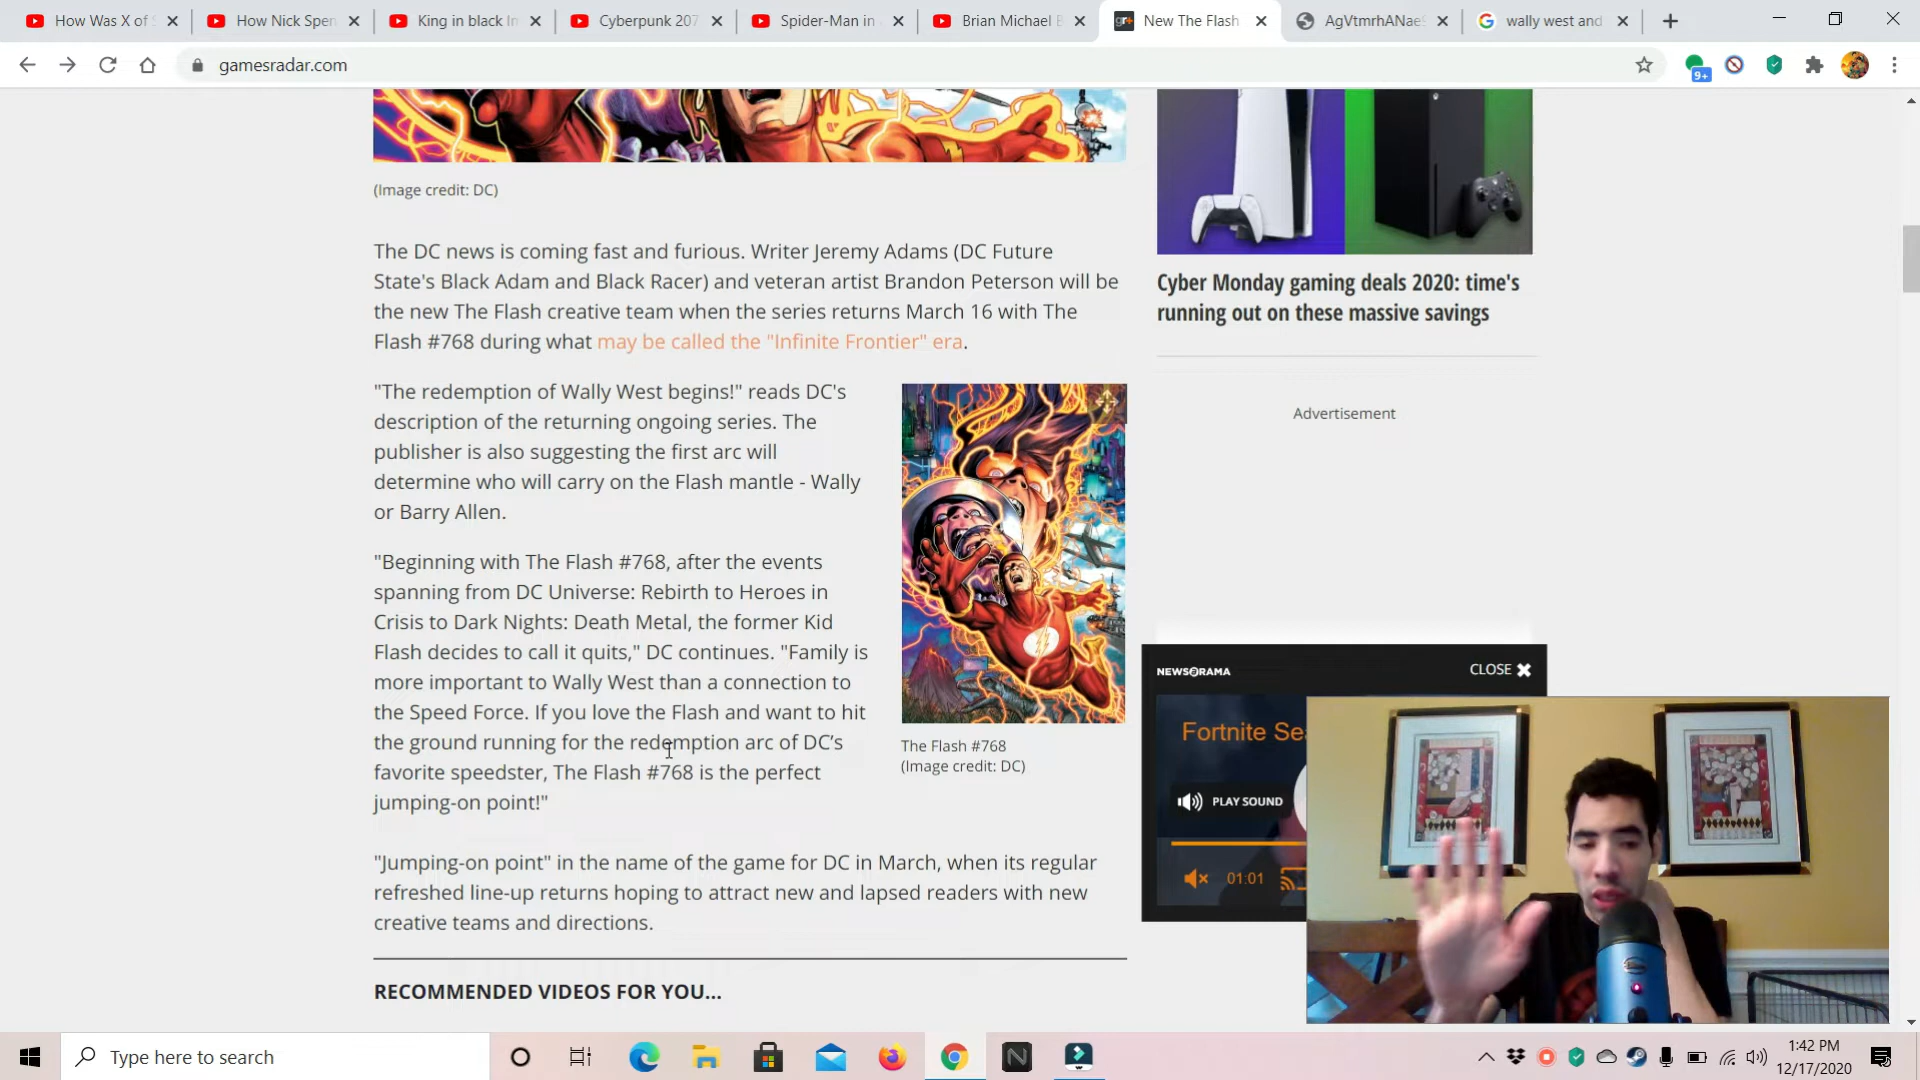 How Was X of S
How Nick Spen
King in black In
Cyberpunk 207
Spider-Man in
Brian Michael B
gr+
New The Flash
AgVtmrhANaeS
wally west and
gamesradar.com
9+
(Image credit: DC)
The DC news is coming fast and furious. Writer Jeremy Adams (DC Future
State's Black Adam and Black Racer) and veteran artist Brandon Peterson will be
the new The Flash creative team when the series returns March 16 with The
Flash #768 during what may be called the "Infinite Frontier" era.
"The redemption of Wally West begins!" reads DC's
description of the returning ongoing series. The
publisher is also suggesting the first arc will
determine who will carry on the Flash mantle - Wally
or Barry Allen.
"Beginning with The Flash #768, after the events
spanning from DC Universe: Rebirth to Heroes in
Crisis to Dark Nights: Death Metal, the former Kid
Flash decides to call it quits," DC continues. "Family is
more important to Wally West than a connection to
the Speed Force. If you love the Flash and want to hit
the ground running for the redemption arc of DC’s
favorite speedster, The Flash #768 is the perfect
jumping-on point!"
The Flash #768
(Image credit: DC)
"Jumping-on point" in the name of the game for DC in March, when its regular
refreshed line-up returns hoping to attract new and lapsed readers with new
creative teams and directions.
RECOMMENDED VIDEOS FOR YOU...
Cyber Monday gaming deals 2020: time's
running out on these massive savings
Advertisement
NEWSARAMA
CLOSE
Fortnite Sea
PLAY SOUND
01:01
Type here to search
1:42 PM
12/17/2020